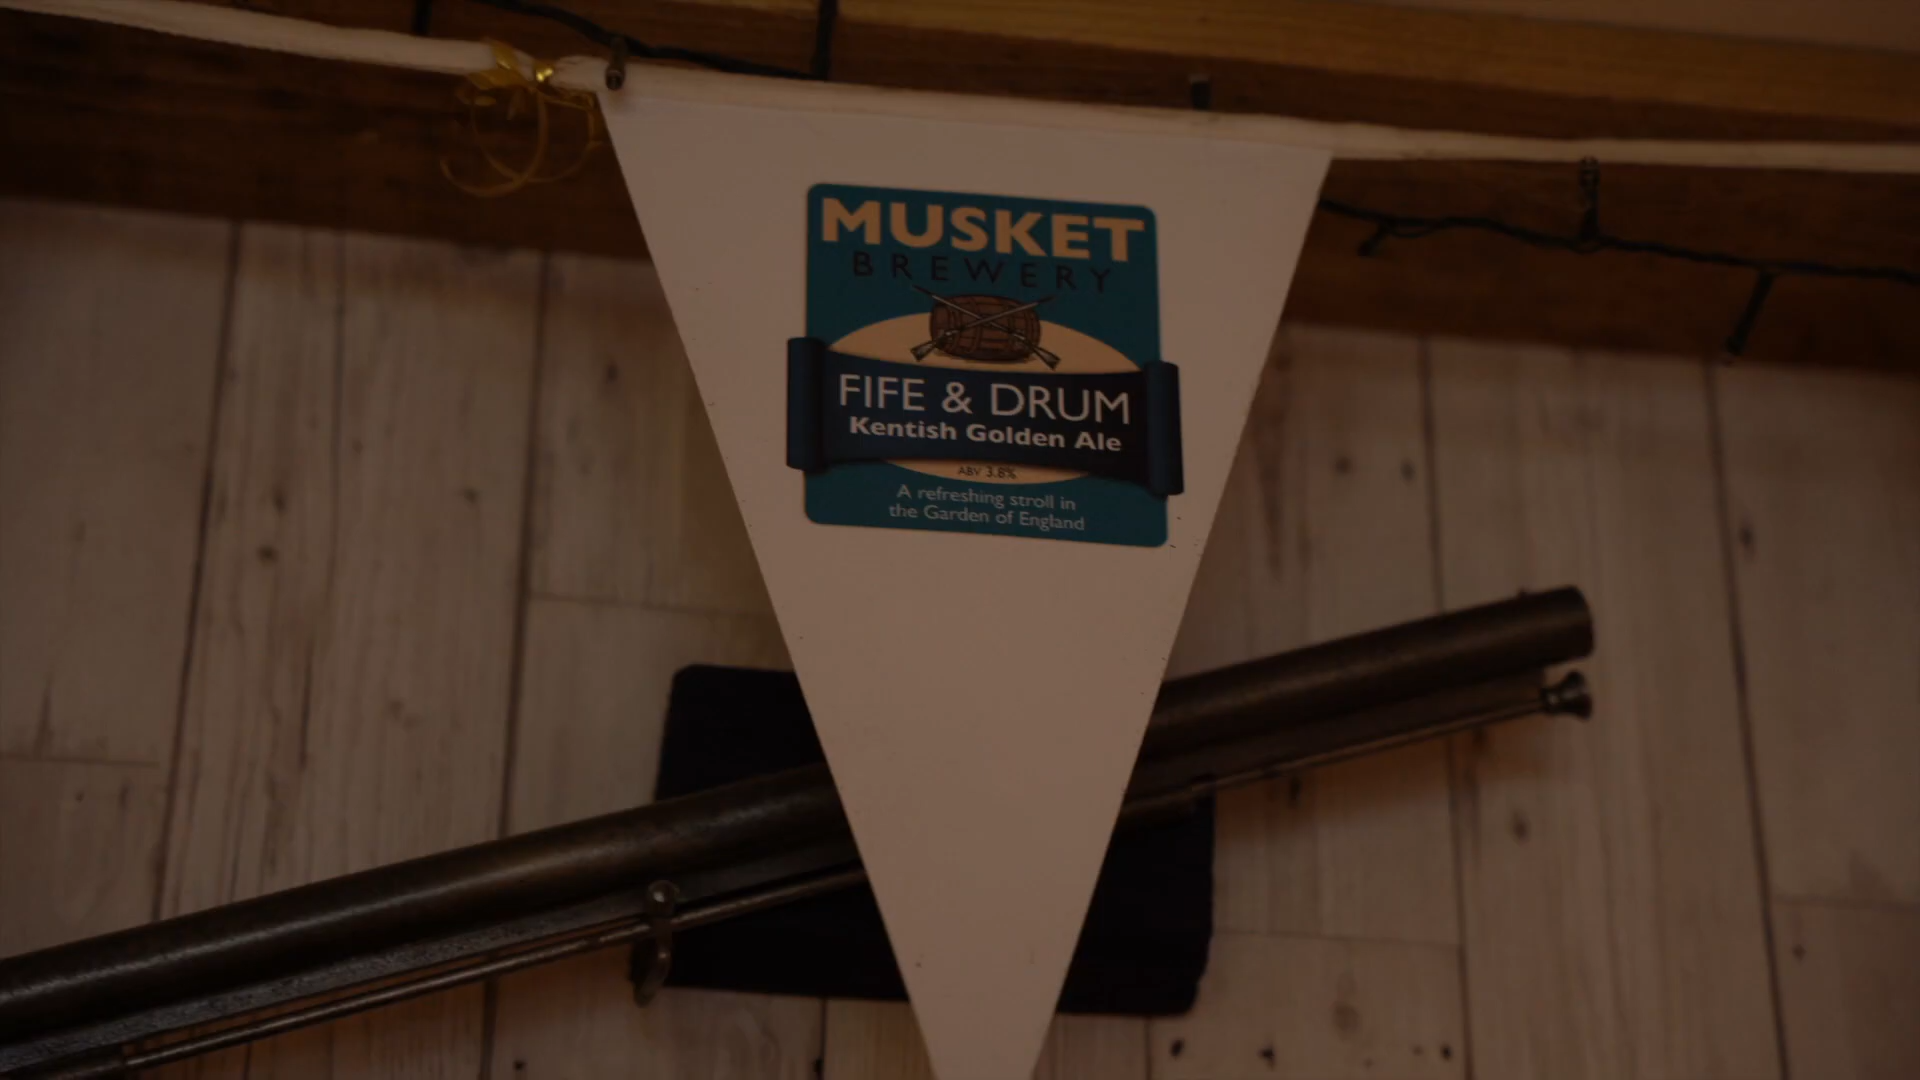 MUSKET
BREWERY
FIFE & DRUM
Kentish Golden Ale
ABV 3.8%
A refreshing stroll in
the Garden of England